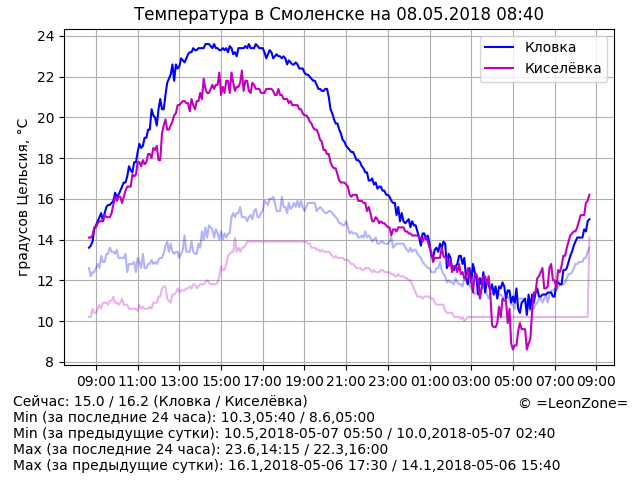 Температура в Смоленске на 08.05.2018 08:40
градусов Цельсия, °C
24
22
20
18
16
14
12
10
8
Кловка
Киселёвка
09:00 11:00 13:00 15:00 17:00 19:00 21:00 23:00 01:00 03:00 05:00 07:00 09:00
Сейчас: 15.0 / 16.2 (Кловка / Киселёвка)
© =LeonZone=
Min (за последние 24 часа): 10.3,05:40 / 8.6,05:00
Min (за предыдущие сутки): 10.5,2018-05-07 05:50 / 10.0,2018-05-07 02:40
Max (за последние 24 часа): 23.6,14:15 / 22.3,16:00
Max (за предыдущие сутки): 16.1,2018-05-06 17:30 / 14.1,2018-05-06 15:40